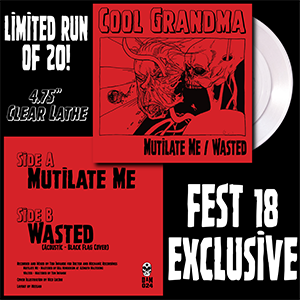 LIMITED RUN
OF 20!
4.75"
CLEAR LATHE
COOL GRANDMA
MUTILATE ME / WASTED
SIDE A
MUTILATE ME
SIDE B
WASTED
(ACOUSTIC - BLACK FLAG COVER)
FEST 18
EXCLUSIVE
024